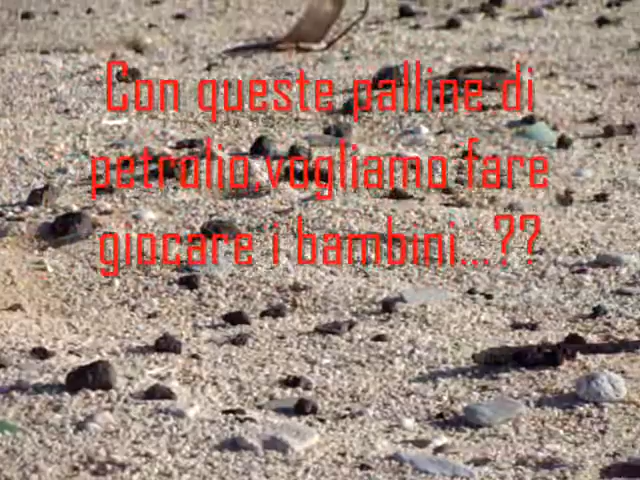 Con queste palline di
petrolio,vogliamo fare
giocare i bambini...??